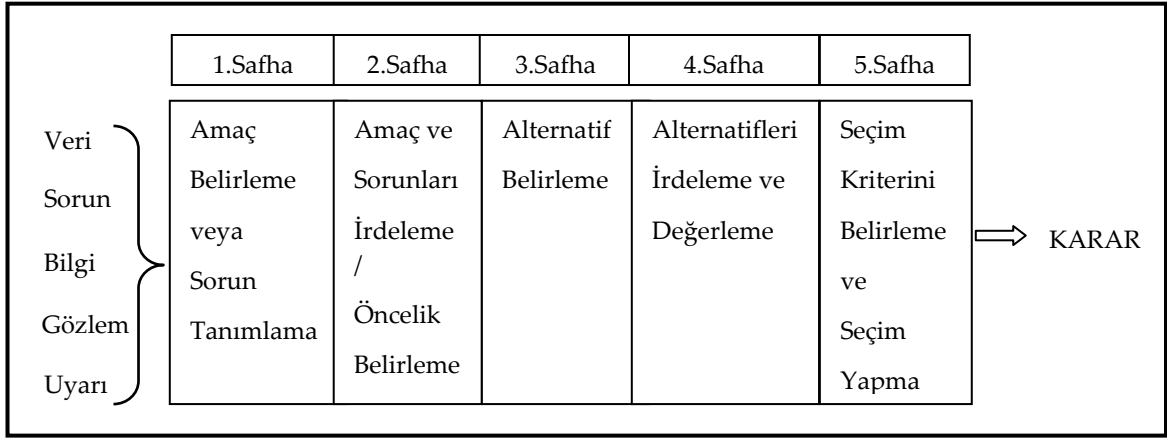 1.Safha 2.Safha 3.Safha 4.Safha 5.Safha
Veri
Sorun
Bilgi
Gözlem
Uyarı
Amaç
Belirleme
veya
Sorun
Tanımlama
Amaç ve
Sorunları
İrdeleme
/
Öncelik
Belirleme
Alternatif
Belirleme
Alternatifleri
İrdeleme ve
Değerleme
Seçim
Kriterini
Belirleme
ve
Seçim
Yapma
KARAR